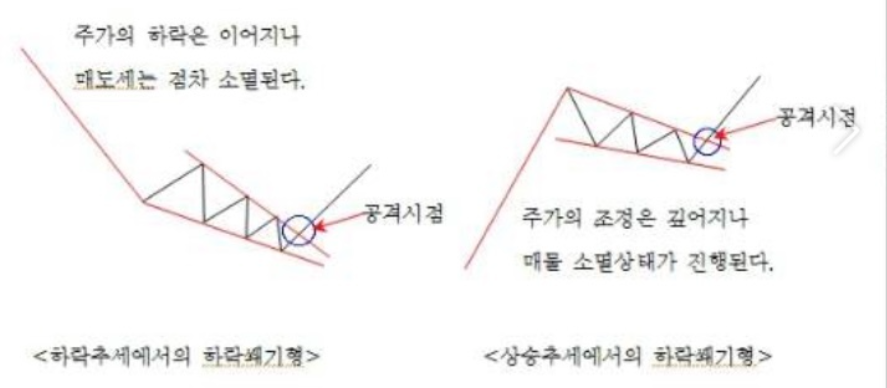 주가의 하락은 이어지나
매도세는 점차 소멸된다.
공격시점
<하락추세에서의 하락쐐기형>
공격시점
주가의 조정은 깊어지나
매물 소멸상태가 진행된다.
<상승추세에서의 하락쐐기형>